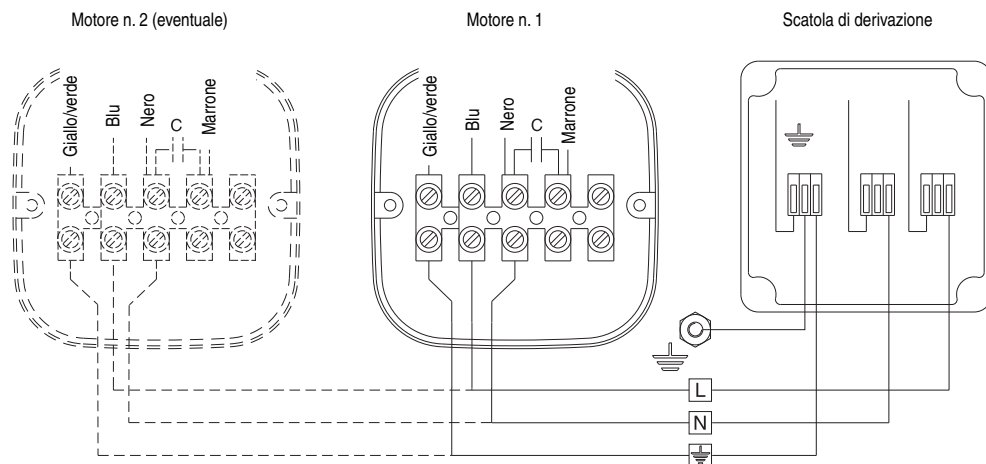 Motore n. 2 (eventuale)
Motore n. 1
Scatola di derivazione
Giallo/verde
Blu
Nero
C
Marrone
Giallo/verde
Blu
Nero
C
Marrone
L
N